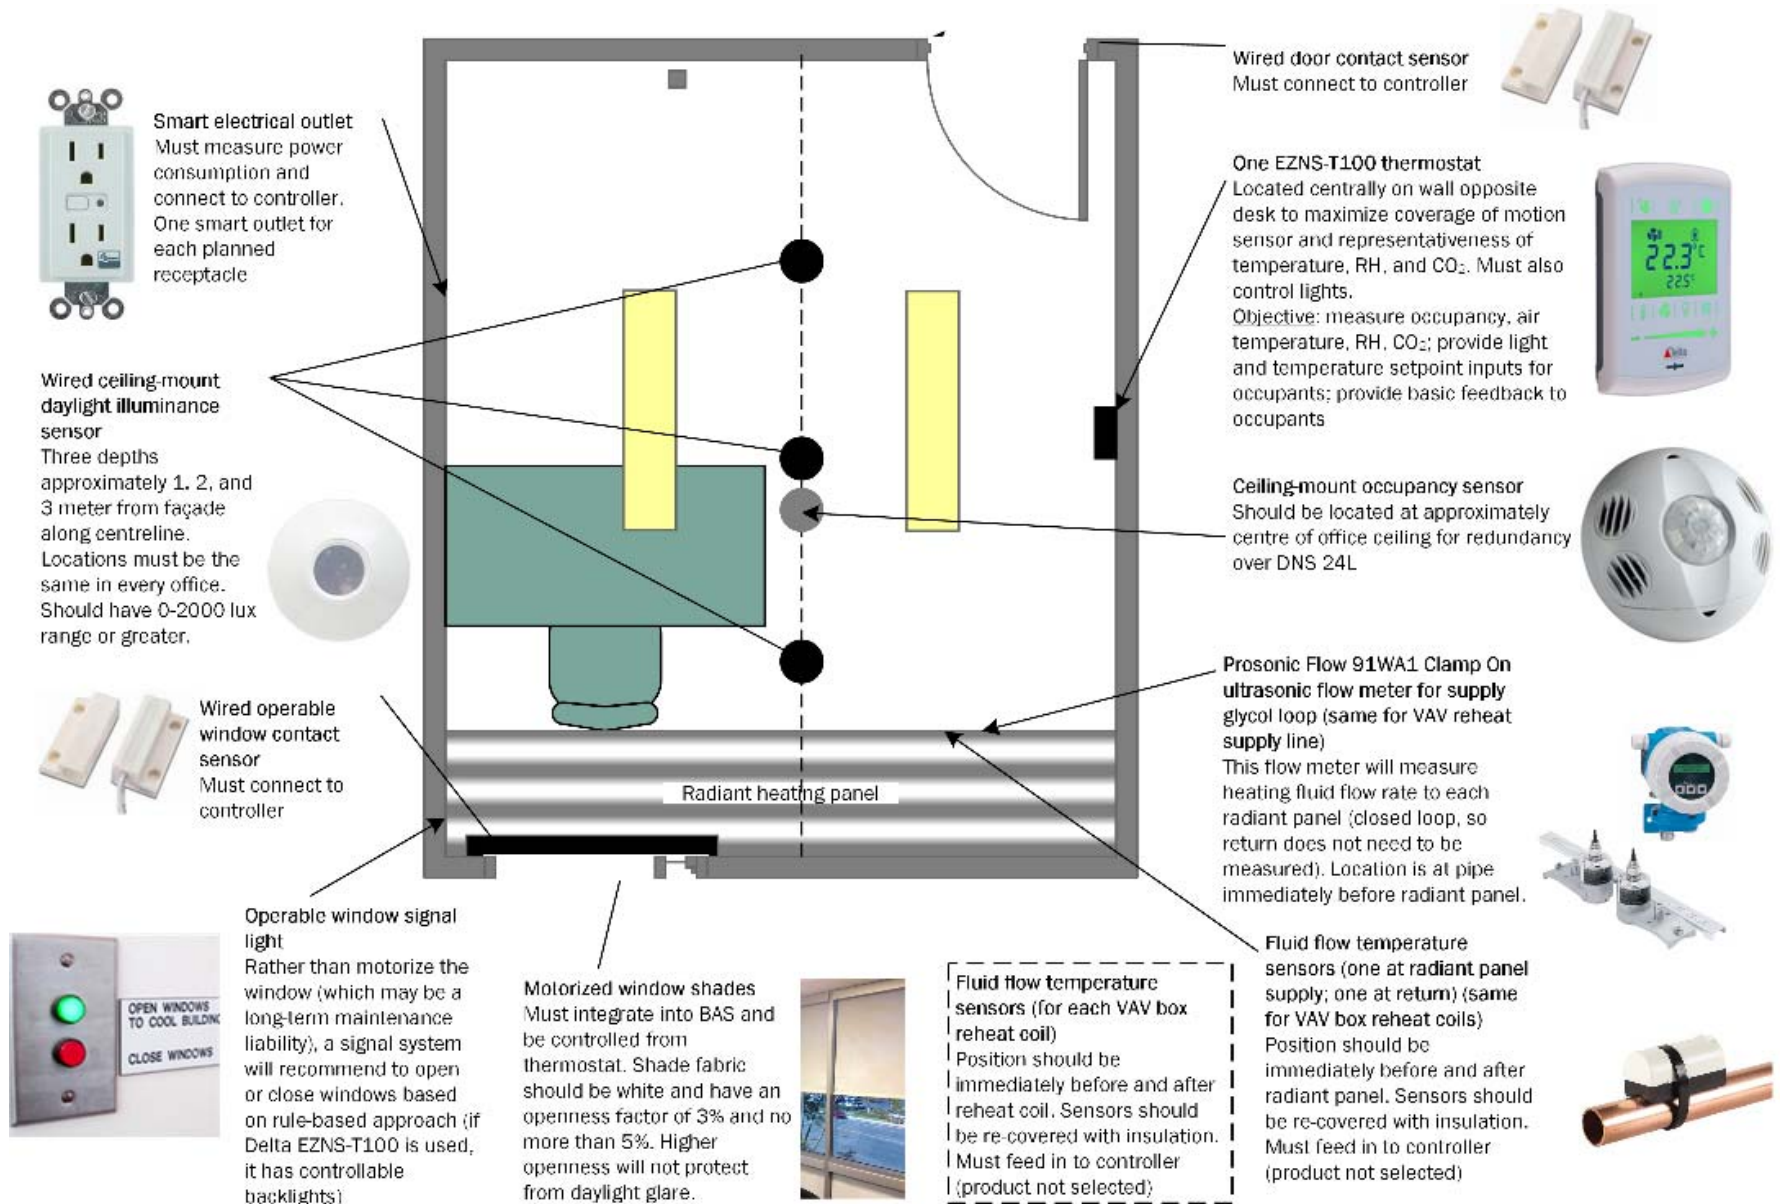 Smart electrical outlet
Must measure power
consumption and
connect to controller.
One smart outlet for
each planned
receptacle
Wired ceiling-mount
daylight illuminance
sensor
Three depths
approximately 1, 2, and
3 meter from façade
along centreline.
Locations must be the
same in every office.
Should have 0-2000 lux
range or greater.
Wired operable
window contact
sensor
Must connect to
controller
Operable window signal
light
Rather than motorize the
window (which may be a
long-term maintenance
liability), a signal system
will recommend to open
or close windows based
on rule-based approach (if
Delta EZNS-T100 is used,
it has controllable
backlights)
OPEN WINDOWS
TO COOL BUILDING
CLOSE WINDOWS
Radiant heating panel
Motorized window shades
Must integrate into BAS and
be controlled from
thermostat. Shade fabric
should be white and have an
openness factor of 3% and no
more than 5%. Higher
openness will not protect
from daylight glare.
Fluid flow temperature
sensors (for each VAV box
reheat coil)
Position should be
immediately before and after
reheat coil. Sensors should
be re-covered with insulation.
Must feed in to controller
(product not selected)
Wired door contact sensor
Must connect to controller
One EZNS-T100 thermostat
Located centrally on wall opposite
desk to maximize coverage of motion
sensor and representativeness of
temperature, RH, and CO₂. Must also
control lights.
Objective: measure occupancy, air
temperature, RH, CO₂; provide light
and temperature setpoint inputs for
occupants; provide basic feedback to
occupants
22.3°C
22.5°
Delta
Ceiling-mount occupancy sensor
Should be located at approximately
centre of office ceiling for redundancy
over DNS 24L
Prosonic Flow 91WA1 Clamp On
ultrasonic flow meter for supply
glycol loop (same for VAV reheat
supply line)
This flow meter will measure
heating fluid flow rate to each
radiant panel (closed loop, so
return does not need to be
measured). Location is at pipe
immediately before radiant panel.
Fluid flow temperature
sensors (one at radiant panel
supply; one at return) (same
for VAV box reheat coils)
Position should be
immediately before and after
radiant panel. Sensors should
be re-covered with insulation.
Must feed in to controller
(product not selected)